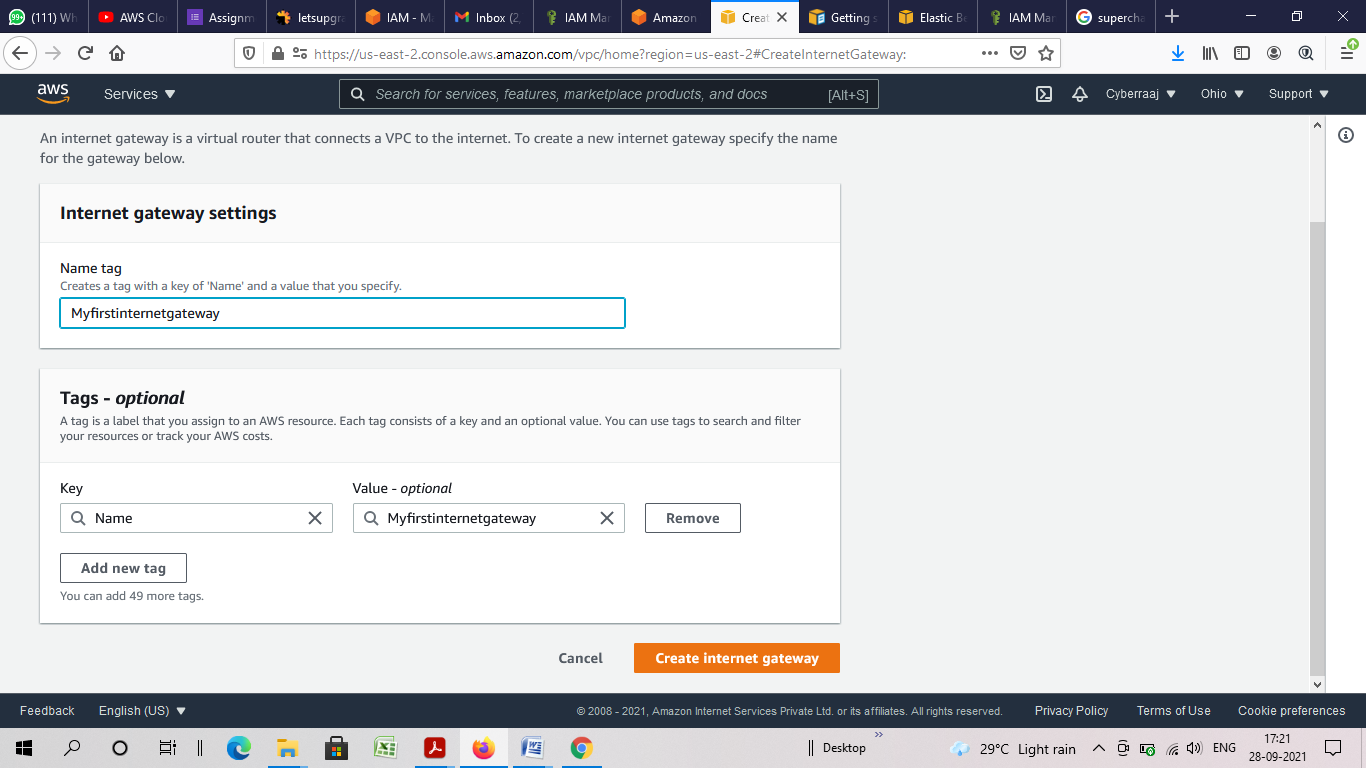 (111) Wh
AWS Clo
Assignm
letsupgra
IAM - Ma
Inbox (2,
IAM Mar
Amazon
Creat
Getting s
Elastic Be
IAM Mar
supercha
https://us-east-2.console.aws.amazon.com/vpc/home?region=us-east-2#CreateInternetGateway:
aws
Services
Search for services, features, marketplace products, and docs [Alt+S]
Cyberraaj
Ohio
Support
An internet gateway is a virtual router that connects a VPC to the internet. To create a new internet gateway specify the name
for the gateway below.
Internet gateway settings
Name tag
Creates a tag with a key of 'Name' and a value that you specify.
Myfirstinternetgateway
Tags - optional
A tag is a label that you assign to an AWS resource. Each tag consists of a key and an optional value. You can use tags to search and filter
your resources or track your AWS costs.
Key Value - optional
Name Myfirstinternetgateway Remove
Add new tag
You can add 49 more tags.
Cancel Create internet gateway
Feedback English (US) © 2008 - 2021, Amazon Internet Services Private Ltd. or its affiliates. All rights reserved. Privacy Policy Terms of Use Cookie preferences
Desktop 29°C Light rain ENG 17:21
28-09-2021